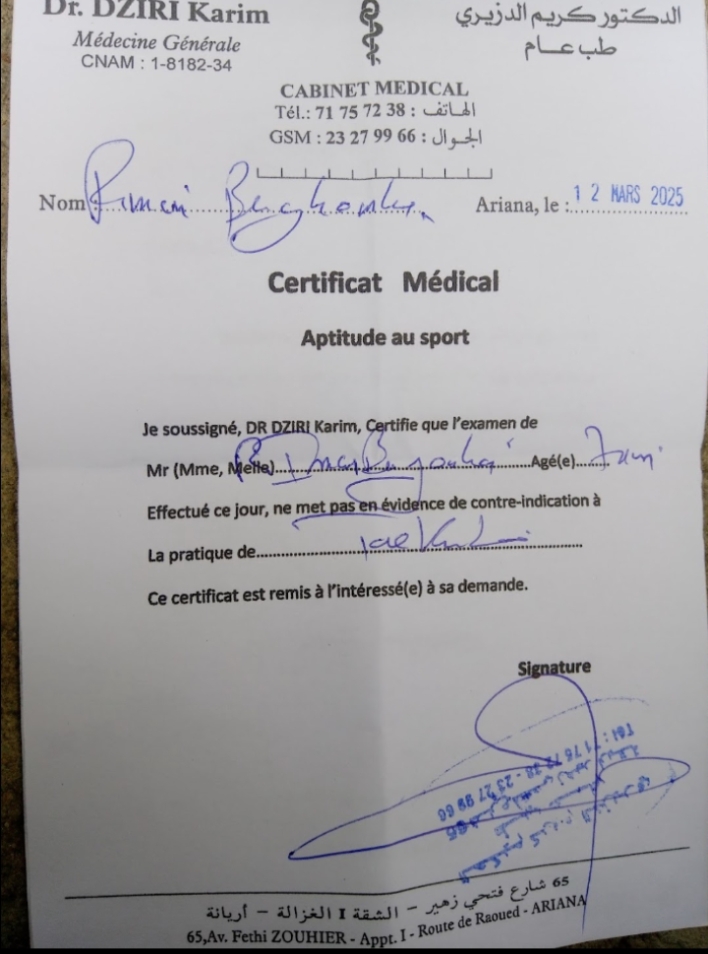 Dr. DZIRI Karim
Médecine Générale
CNAM : 1-8182-34
الدكتور كريم الدزيري
طب عام
CABINET MEDICAL
Tél.: 71 75 72 38 : الهاتف
GSM : 23 27 99 66 : الجوال
Nom :
Ariana, le : 12 MARS 2025
Certificat Médical
Aptitude au sport
Je soussigné, DR DZIRI Karim, Certifie que l'examen de
Mr (Mme, Melle)..............................Agé(e)......
Effectué ce jour, ne met pas en évidence de contre-indication à
La pratique de..............................
Ce certificat est remis à l'intéressé(e) à sa demande.
Signature
65 شارع فتحي زهير – الشقة I الغزالة – أريانة
65,Av. Fethi ZOUHIER - Appt. I - Route de Raoued - ARIANA